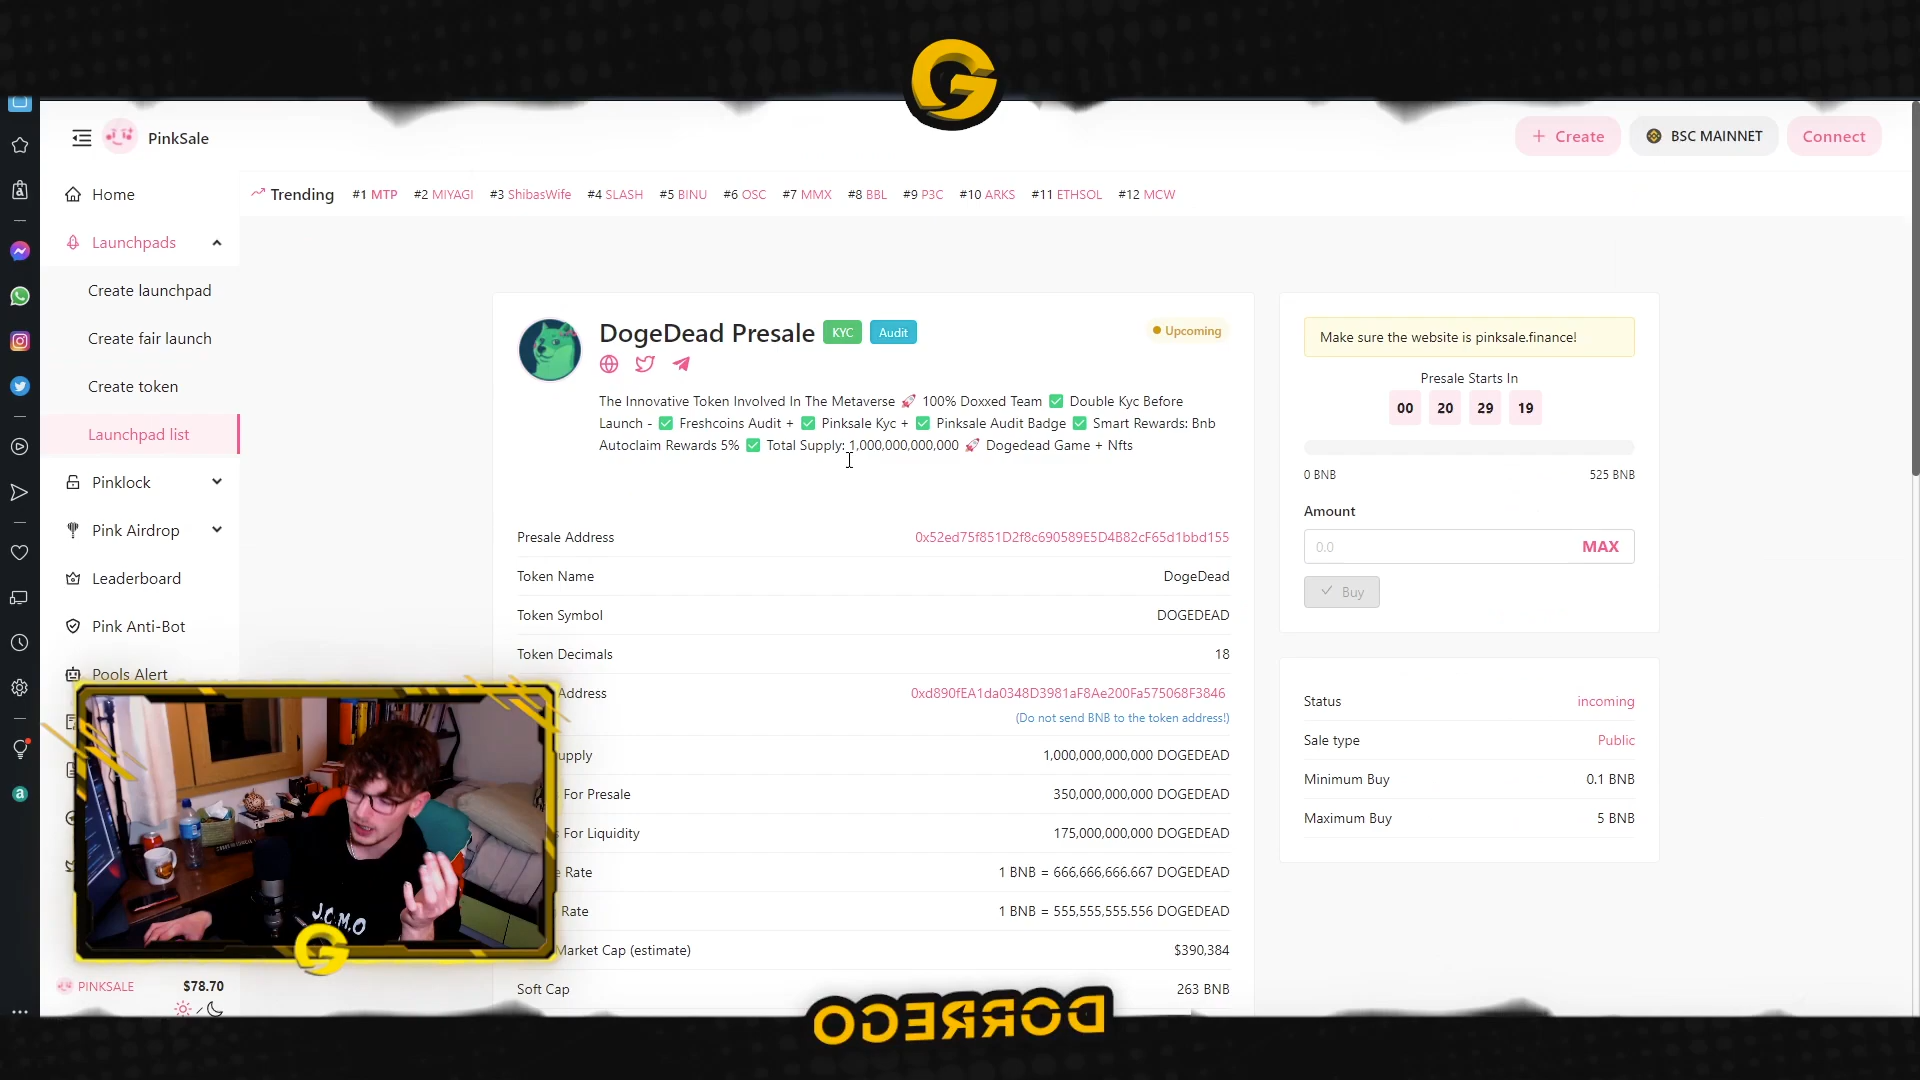 G
PinkSale
+ Create
BSC MAINNET
Connect
Home
Trending #1 MTP #2 MIYAGI #3 ShibasWife #4 SLASH #5 BINU #6 OSC #7 MMX #8 BBL #9 P3C #10 ARKS #11 ETHSOL #12 MCW
Launchpads
Create launchpad
Create fair launch
Create token
Launchpad list
Pinklock
Pink Airdrop
Leaderboard
Pink Anti-Bot
Pools Alert
DogeDead Presale KYC Audit
Upcoming
The Innovative Token Involved In The Metaverse 🚀 100% Doxxed Team ✅ Double Kyc Before
Launch - ✅ Freshcoins Audit + ✅ Pinksale Kyc + ✅ Pinksale Audit Badge ✅ Smart Rewards: Bnb
Autoclaim Rewards 5% ✅ Total Supply: 1,000,000,000,000 🚀 Dogedead Game + Nfts
Presale Address 0x52ed75f851D2f8c690589E5D4B82cF65d1bbd155
Token Name DogeDead
Token Symbol DOGEDEAD
Token Decimals 18
Address 0xd890fEA1da0348D3981aF8Ae200Fa575068F3846
(Do not send BNB to the token address!)
upply 1,000,000,000,000 DOGEDEAD
For Presale 350,000,000,000 DOGEDEAD
For Liquidity 175,000,000,000 DOGEDEAD
Rate 1 BNB = 666,666,666.667 DOGEDEAD
Rate 1 BNB = 555,555,555.556 DOGEDEAD
Market Cap (estimate) $390,384
Soft Cap 263 BNB
Make sure the website is pinksale.finance!
Presale Starts In
00 20 29 19
0 BNB 525 BNB
Amount
0.0 MAX
Buy
Status incoming
Sale type Public
Minimum Buy 0.1 BNB
Maximum Buy 5 BNB
J.O.M.O
G
PINKSALE $78.70
DORREGO